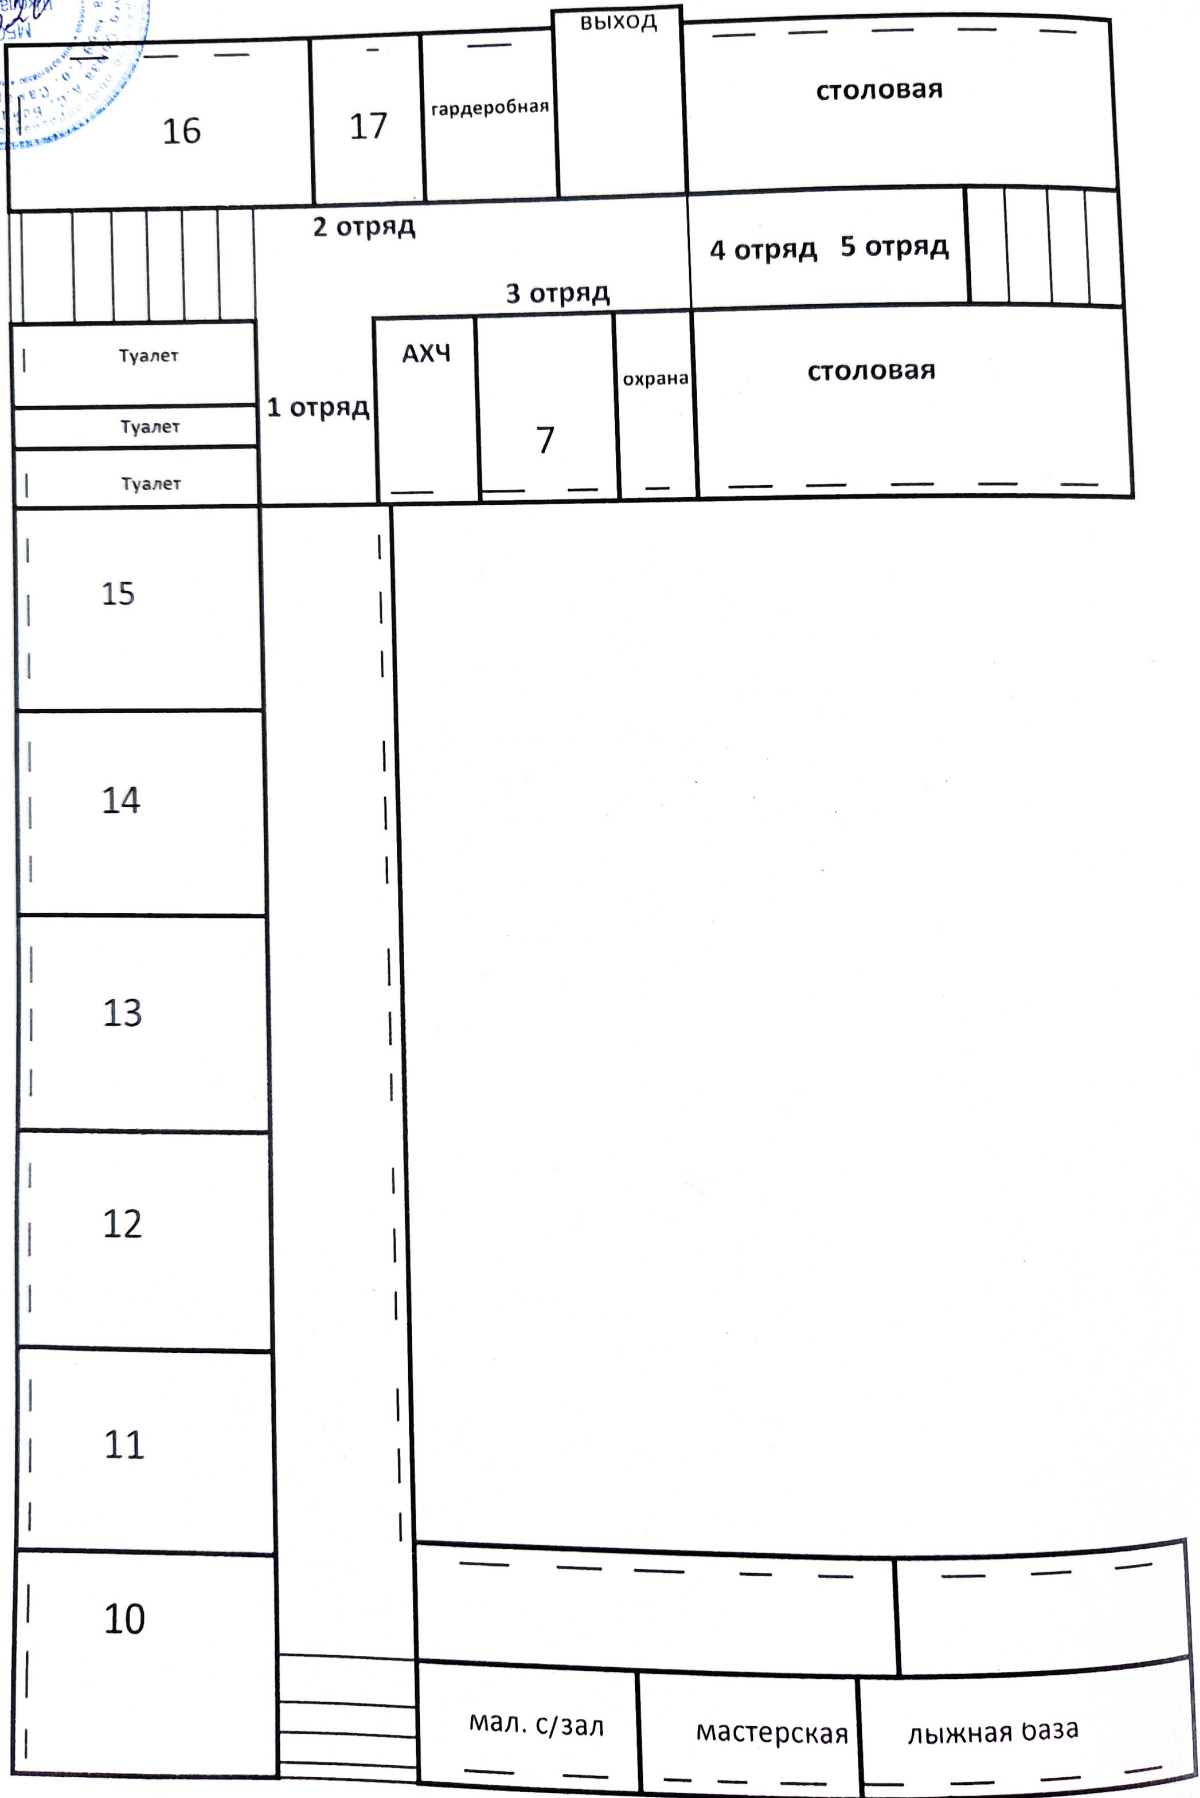 ВЫХОД
столовая
16
17
гардеробная
2 отряд
4 отряд 5 отряд
3 отряд
Туалет
АХЧ
охрана
столовая
1 отряд
Туалет
7
Туалет
15
14
13
12
11
10
мал. с/зал
мастерская
лыжная база